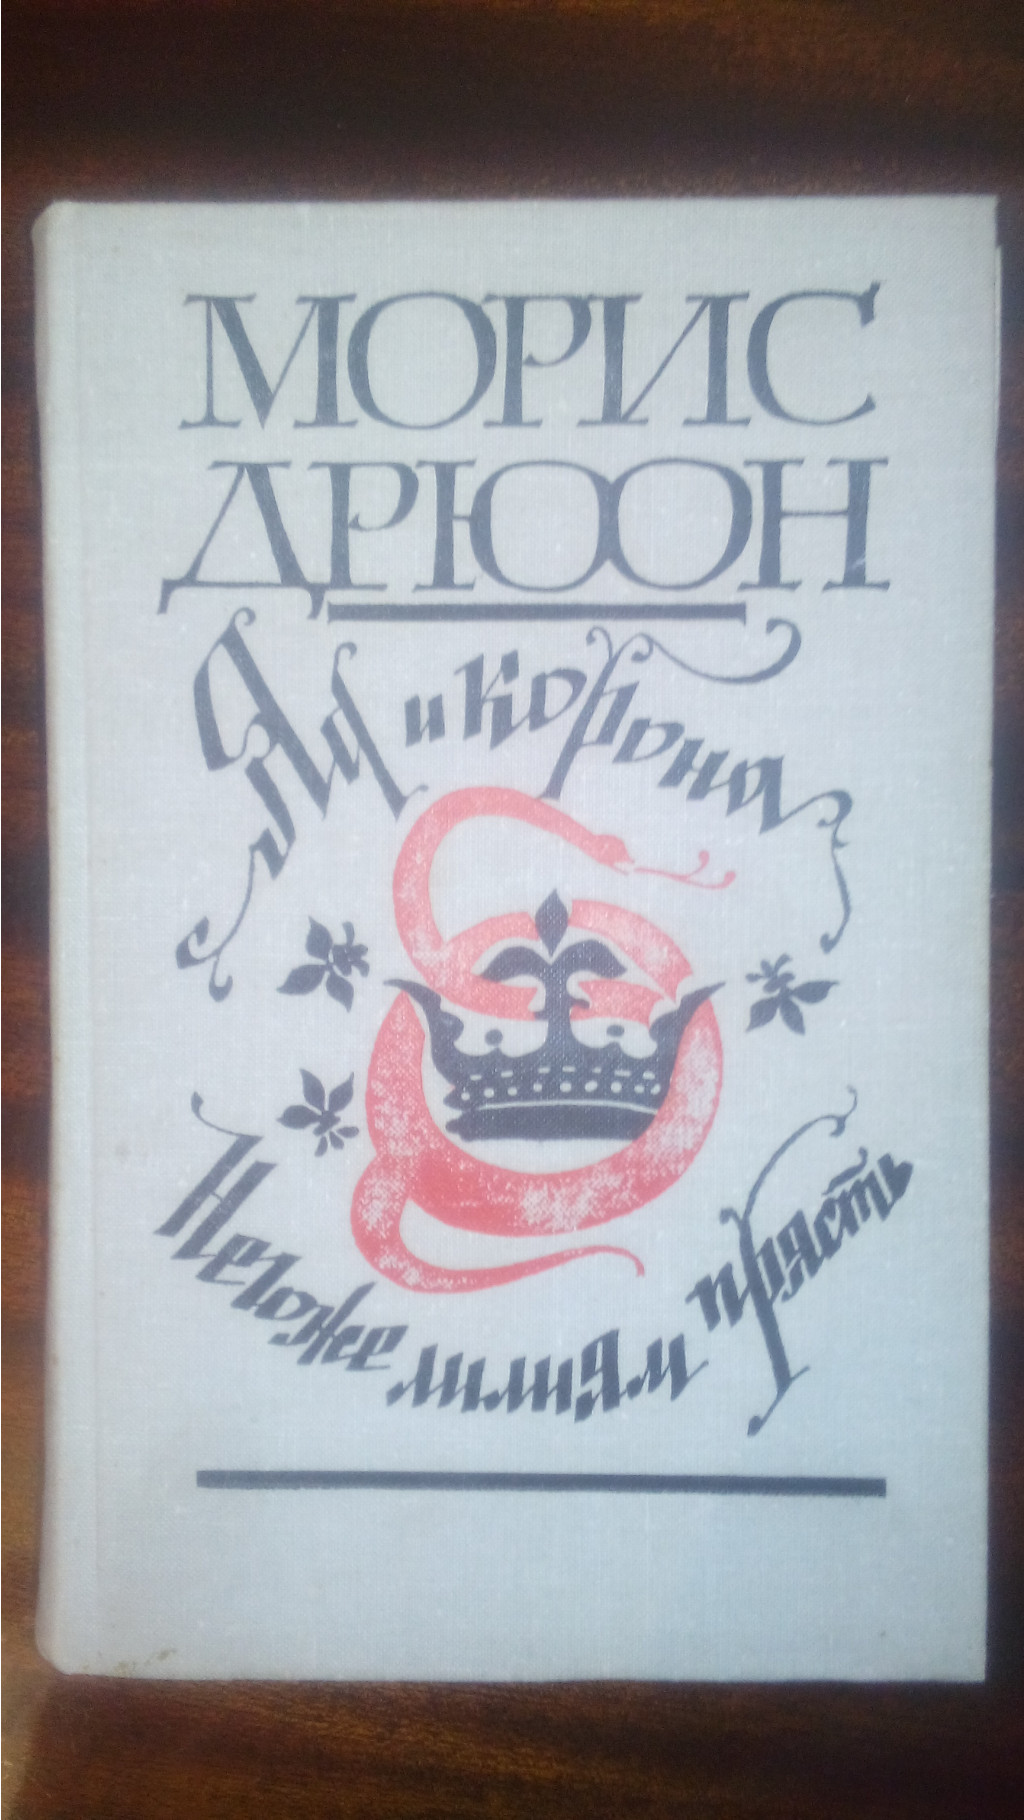 МОРИС
ДРЮОН
Яд и корона
Негоже лилиям прясть